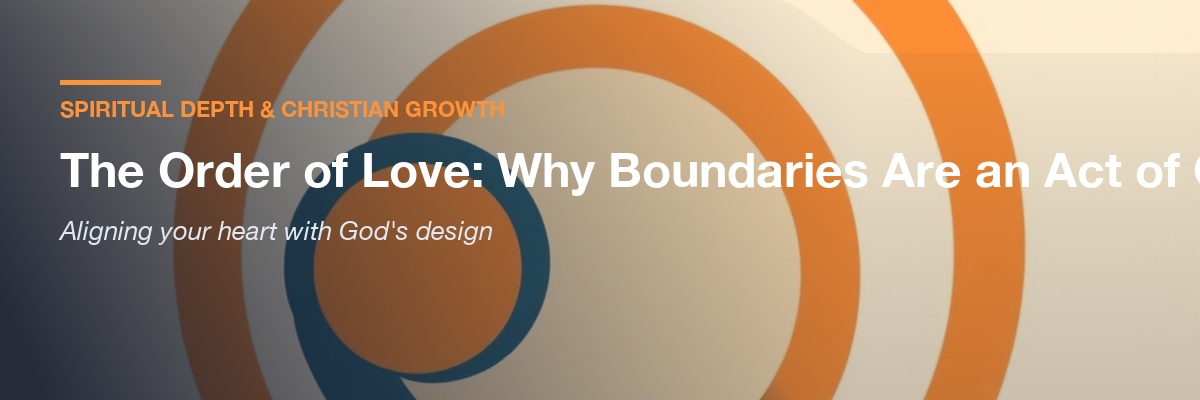 SPIRITUAL DEPTH & CHRISTIAN GROWTH
The Order of Love: Why Boundaries Are an Act of
Aligning your heart with God's design